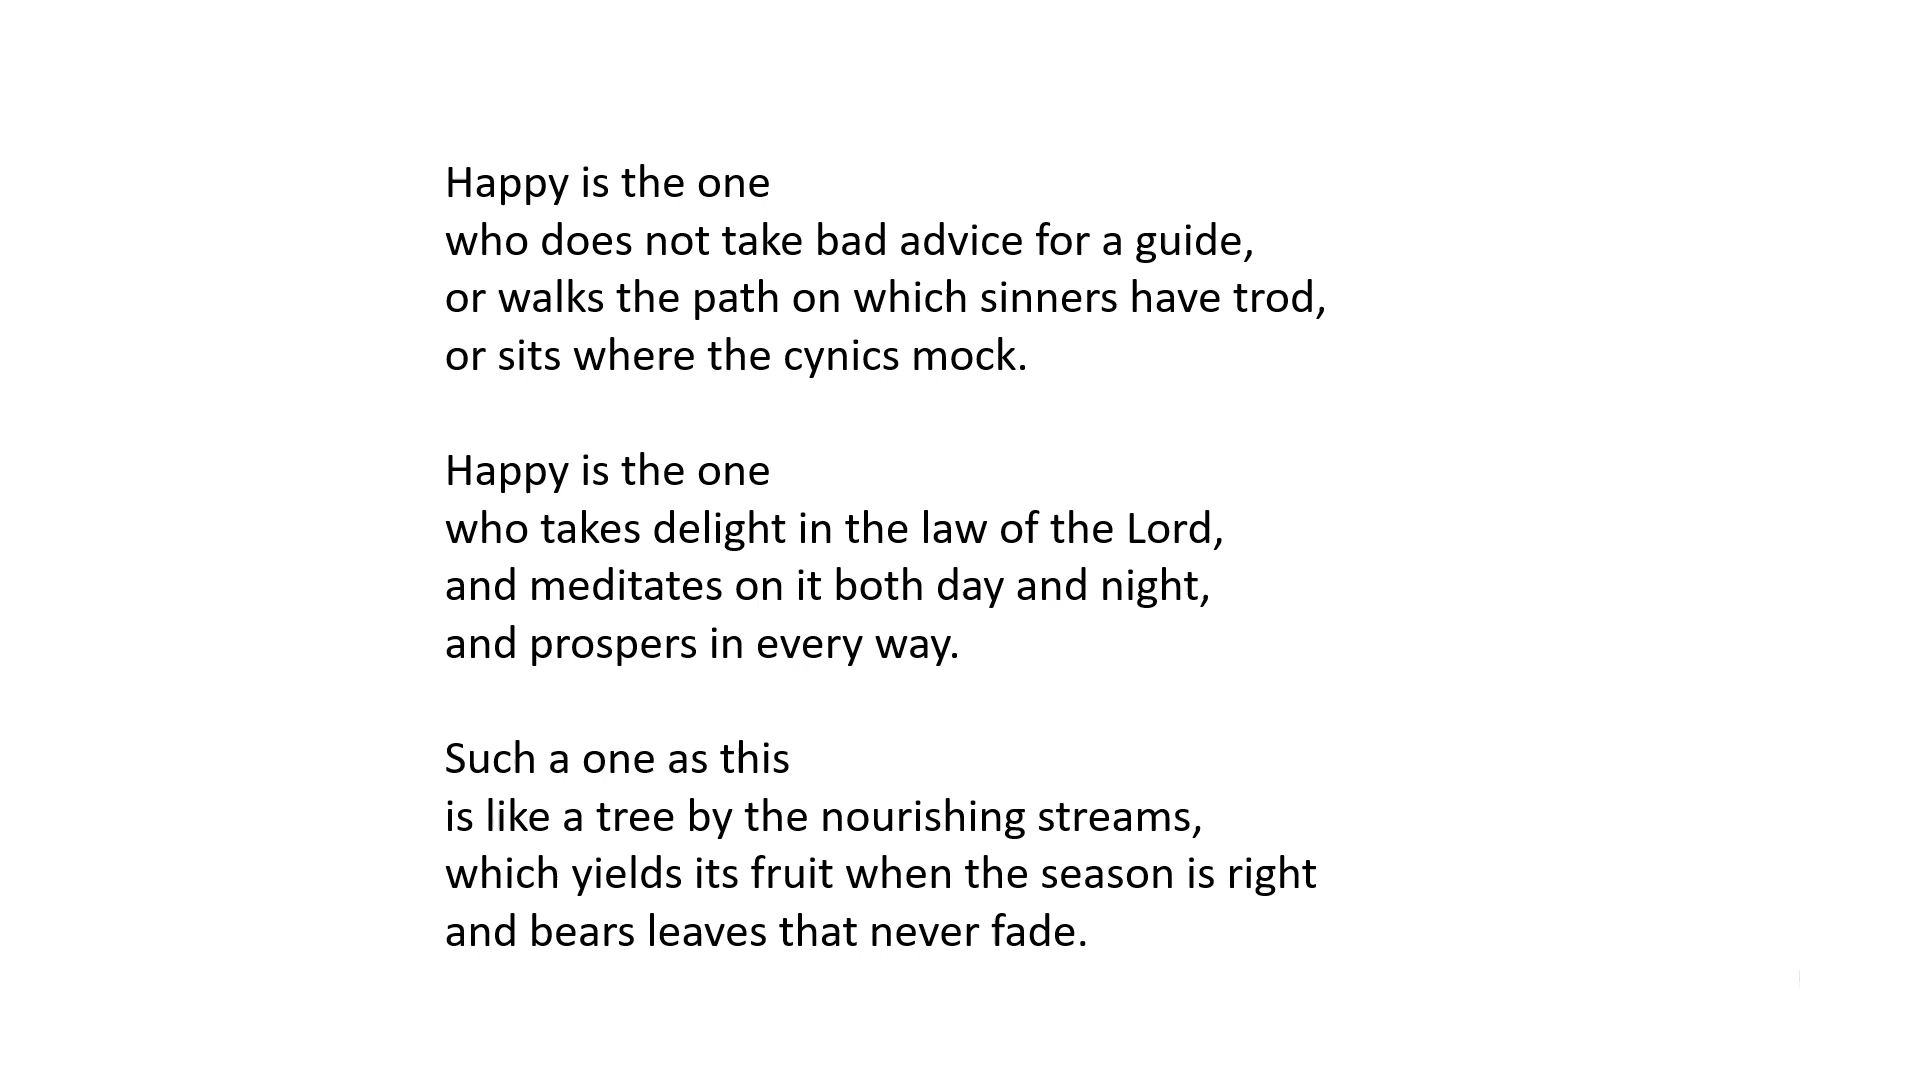 Happy is the one
who does not take bad advice for a guide,
or walks the path on which sinners have trod,
or sits where the cynics mock.

Happy is the one
who takes delight in the law of the Lord,
and meditates on it both day and night,
and prospers in every way.

Such a one as this
is like a tree by the nourishing streams,
which yields its fruit when the season is right
and bears leaves that never fade.